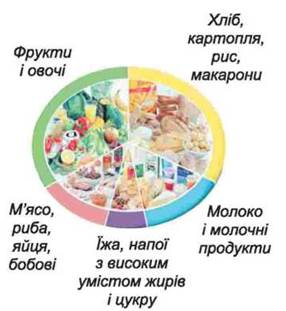 Хліб,
картопля,
рис,
макарони
Фрукти
і овочі
М'ясо,
риба,
яйця,
бобові
Їжа, напої
з високим
умістом жирів
і цукру
Молоко
і молочні
продукти